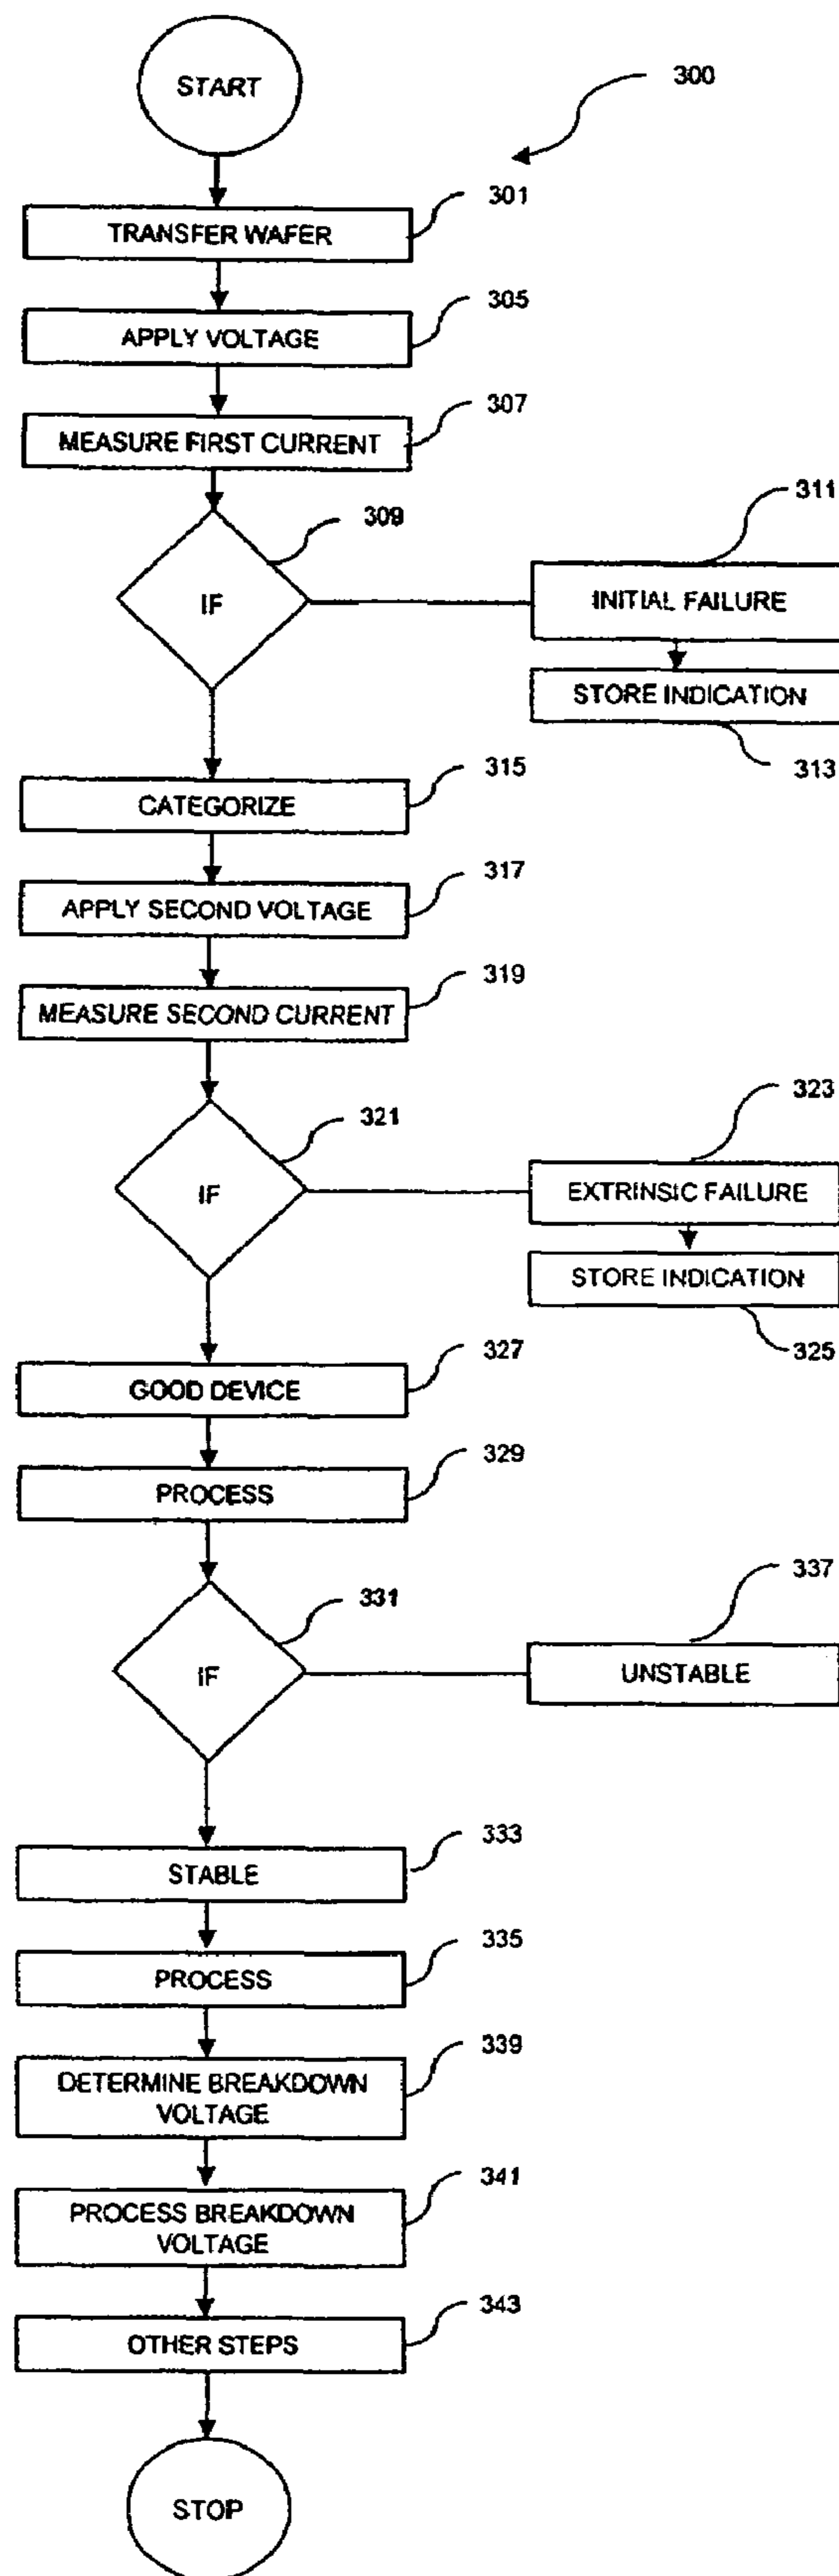 START
300
301
TRANSFER WAFER
305
APPLY VOLTAGE
307
MEASURE FIRST CURRENT
309
IF
311
INITIAL FAILURE
STORE INDICATION
313
315
CATEGORIZE
317
APPLY SECOND VOLTAGE
319
MEASURE SECOND CURRENT
321
IF
323
EXTRINSIC FAILURE
STORE INDICATION
325
327
GOOD DEVICE
329
PROCESS
331
IF
337
UNSTABLE
333
STABLE
335
PROCESS
339
DETERMINE BREAKDOWN
VOLTAGE
341
PROCESS BREAKDOWN
VOLTAGE
343
OTHER STEPS
STOP